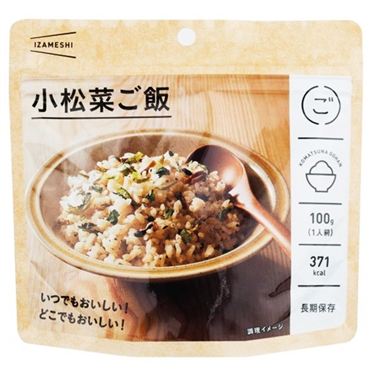 IZAMESHI
小松菜ご飯
ご
KOMATSUNA GOHAN
100g
(1人前)
371
kcal
長期保存
いつでもおいしい!
どこでもおいしい!
調理イメージ